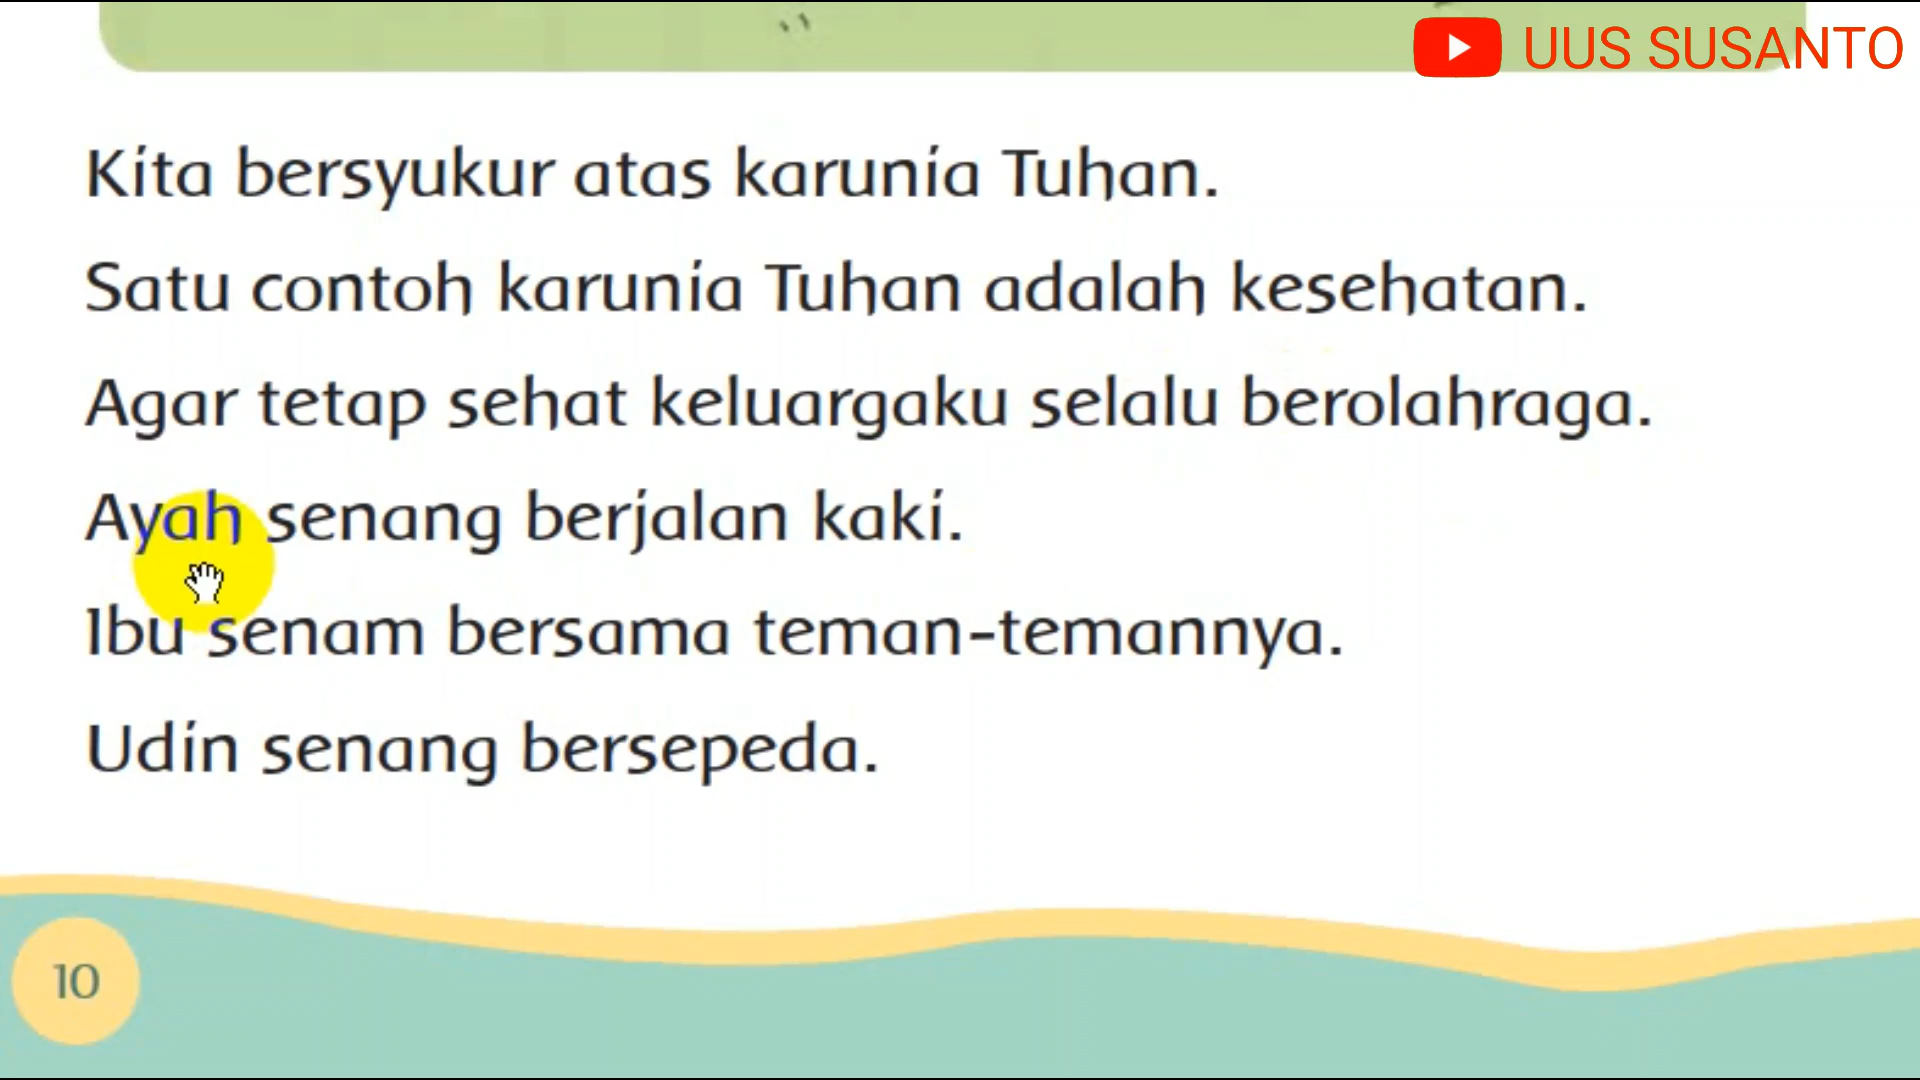 UUS SUSANTO
Kita bersyukur atas karunia Tuhan.
Satu contoh karunia Tuhan adalah kesehatan.
Agar tetap sehat keluargaku selalu berolahraga.
Ayah senang berjalan kaki.
Ibu senam bersama teman-temannya.
Udin senang bersepeda.
10